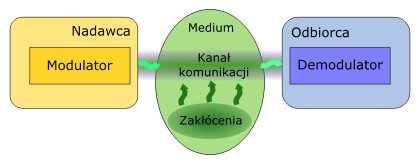 Nadawca
Modulator
Medium
Kanał
komunikacji
Zakłócenia
Odbiorca
Demodulator